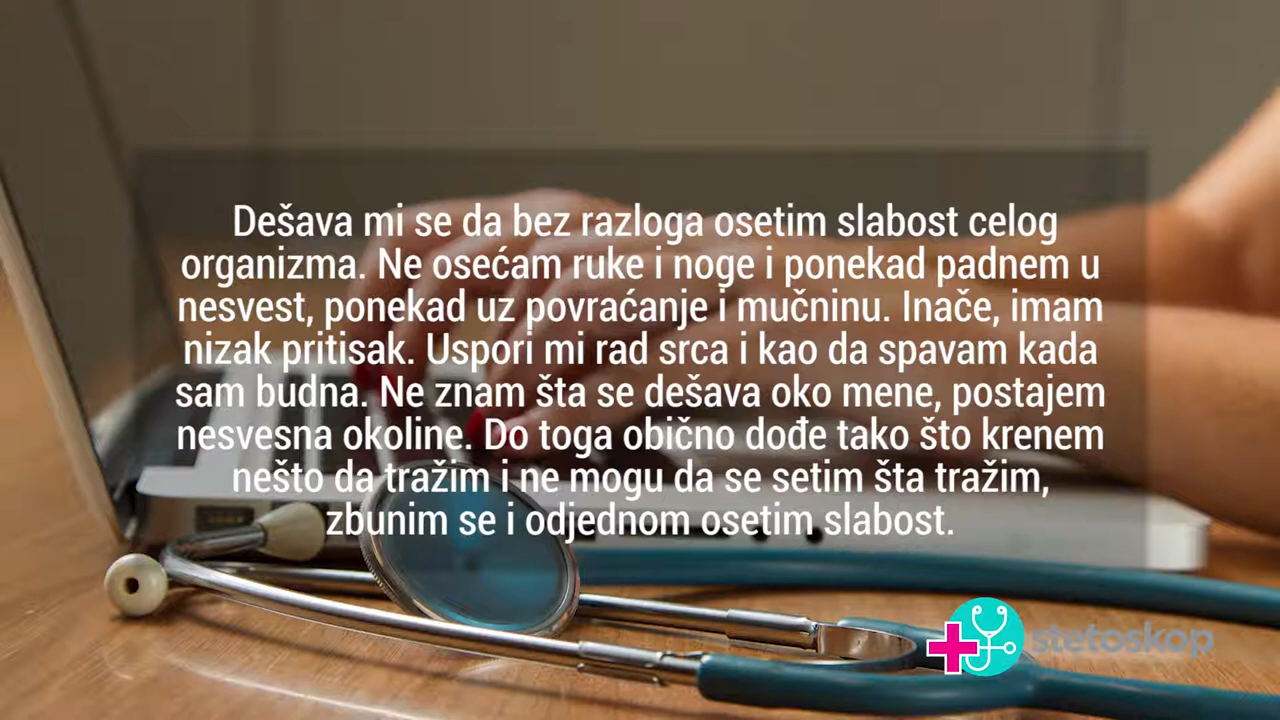 Dešava mi se da bez razloga osetim slabost celog
organizma. Ne osećam ruke i noge i ponekad padnem u
nesvest, ponekad uz povraćanje i mučninu. Inače, imam
nizak pritisak. Uspori mi rad srca i kao da spavam kada
sam budna. Ne znam šta se dešava oko mene, postajem
nesvesna okoline. Do toga obično dođe tako što krenem
nešto da tražim i ne mogu da se setim šta tražim,
zbunim se i odjednom osetim slabost.
stetoskop